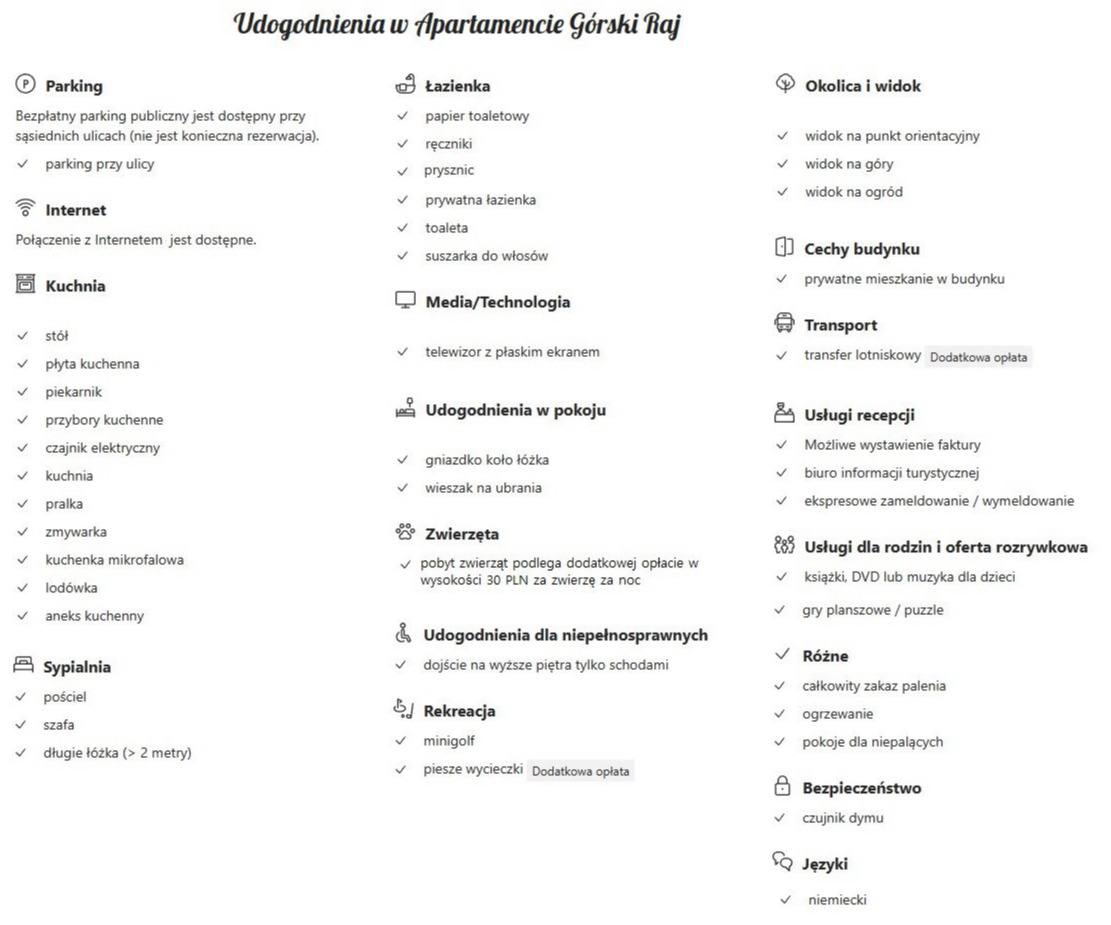 Udogodnienia w Apartamencie Górski Raj
Parking
Bezpłatny parking publiczny jest dostępny przy
sąsiednich ulicach (nie jest konieczna rezerwacja).
parking przy ulicy
Internet
Połączenie z Internetem jest dostępne.
Kuchnia
stół
płyta kuchenna
piekarnik
przybory kuchenne
czajnik elektryczny
kuchnia
pralka
zmywarka
kuchenka mikrofalowa
lodówka
aneks kuchenny
Sypialnia
pościel
szafa
długie łóżka (> 2 metry)
Łazienka
papier toaletowy
ręczniki
prysznic
prywatna łazienka
toaleta
suszarka do włosów
Media/Technologia
telewizor z płaskim ekranem
Udogodnienia w pokoju
gniazdko koło łóżka
wieszak na ubrania
Zwierzęta
pobyt zwierząt podlega dodatkowej opłacie w
wysokości 30 PLN za zwierzę za noc
Udogodnienia dla niepełnosprawnych
dojście na wyższe piętra tylko schodami
Rekreacja
minigolf
piesze wycieczki Dodatkowa opłata
Okolica i widok
widok na punkt orientacyjny
widok na góry
widok na ogród
Cechy budynku
prywatne mieszkanie w budynku
Transport
transfer lotniskowy Dodatkowa opłata
Usługi recepcji
Możliwe wystawienie faktury
biuro informacji turystycznej
ekspresowe zameldowanie / wymeldowanie
Usługi dla rodzin i oferta rozrywkowa
książki, DVD lub muzyka dla dzieci
gry planszowe / puzzle
Różne
całkowity zakaz palenia
ogrzewanie
pokoje dla niepalących
Bezpieczeństwo
czujnik dymu
Języki
niemiecki